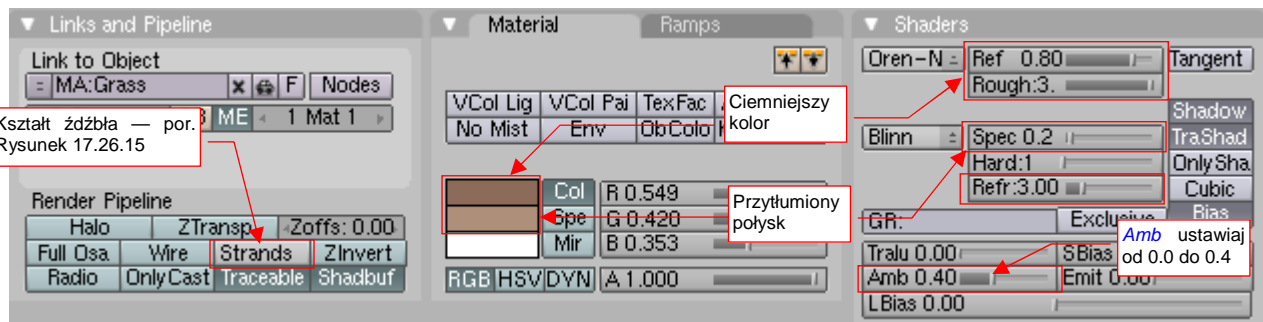 Links and Pipeline
Link to Object
MA:Grass F Nodes
ME 1 Mat 1
Kształt źdźbła — por.
Rysunek 17.26.15
Render Pipeline
Halo ZTransp Zoffs: 0.00
Full Osa Wire Strands ZInvert
Radio OnlyCast Traceable Shadbuf
Material Ramps
VCol Lig VCol Pai TexFac
No Mist Env ObColo
Ciemniejszy
kolor
Col R 0.549
Spe G 0.420
Mir B 0.353
Przytłumiony
połysk
RGB HSV DYN A 1.000
Shaders
Oren-N Ref 0.80 Tangent
Rough:3.
Shadow
Blinn Spec 0.2 TraShad
Hard:1 OnlySha
Refr:3.00 Cubic
GR: Exclusive Bias
Amb ustawiaj
od 0.0 do 0.4
Tralu 0.00 SBias
Amb 0.40 Emit 0.00
LBias 0.00